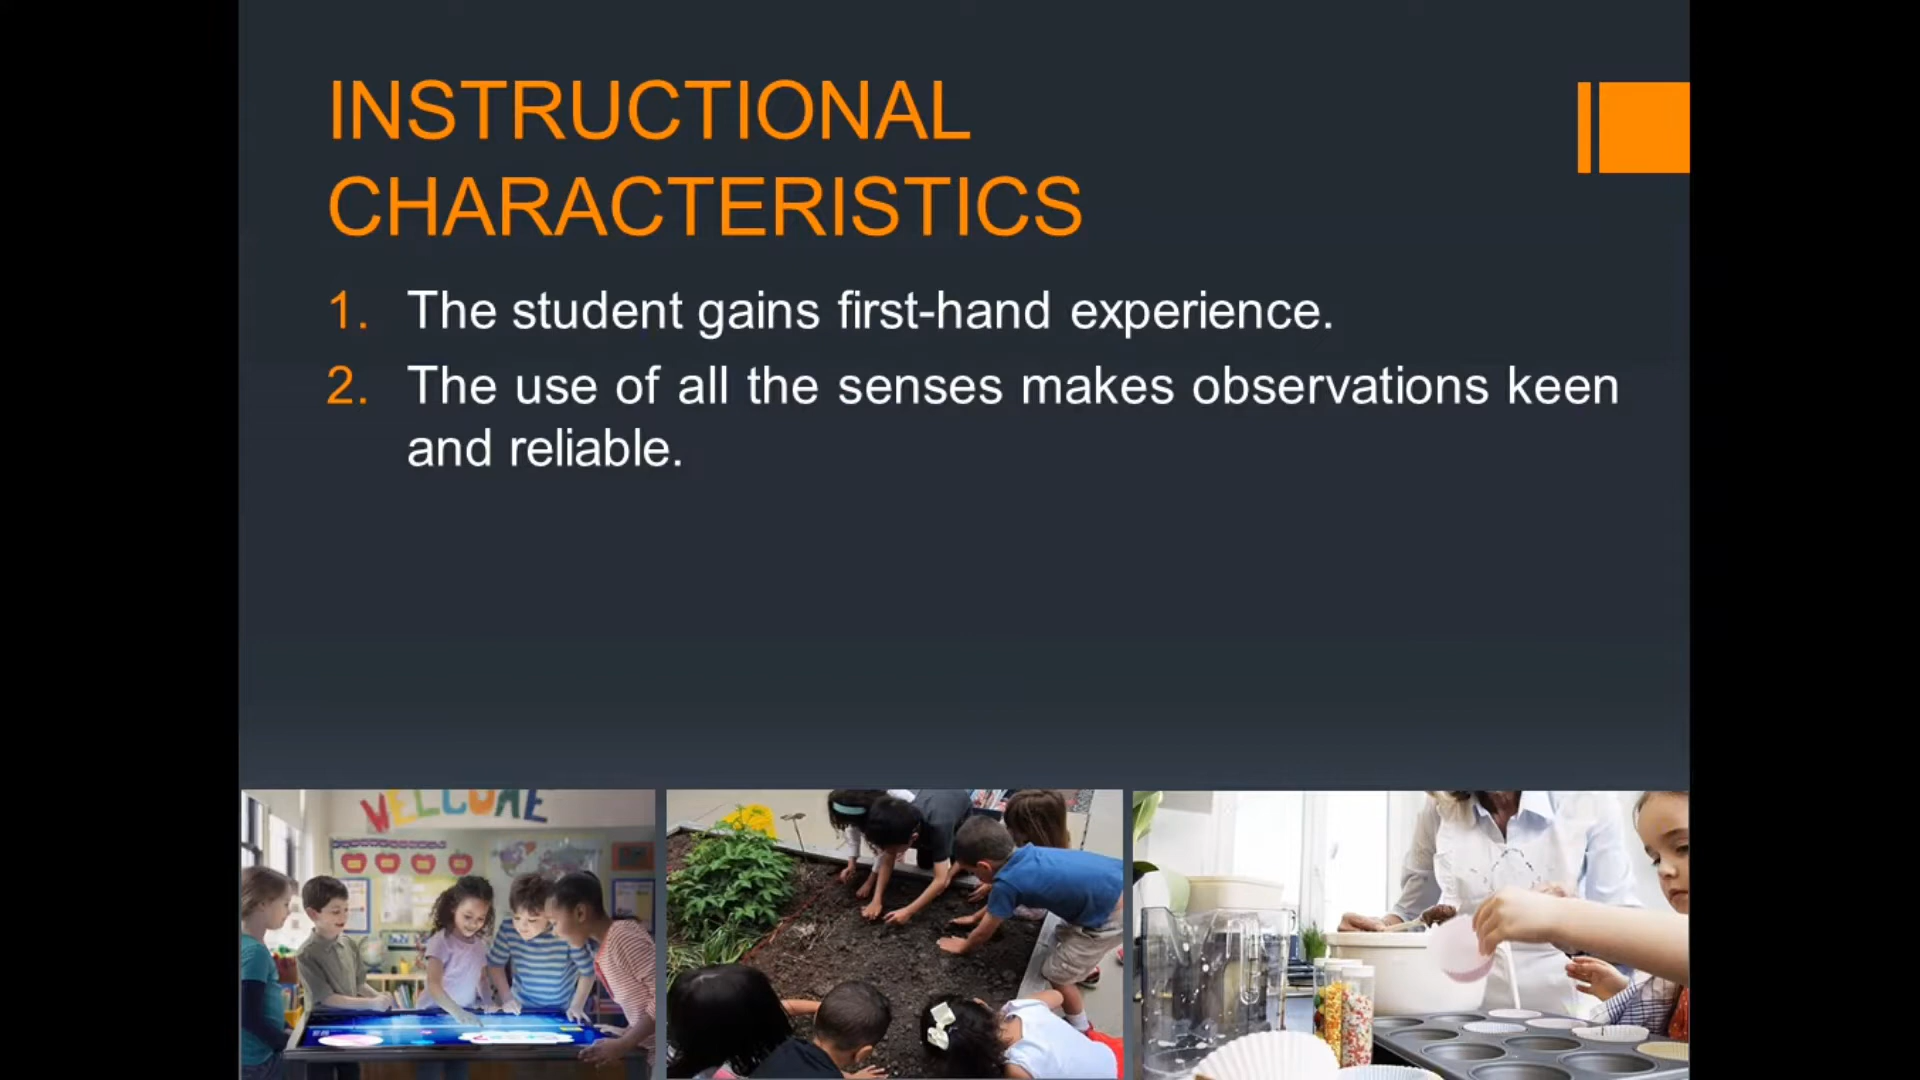 INSTRUCTIONAL
CHARACTERISTICS
1. The student gains first-hand experience.
2. The use of all the senses makes observations keen
and reliable.
WELCOME